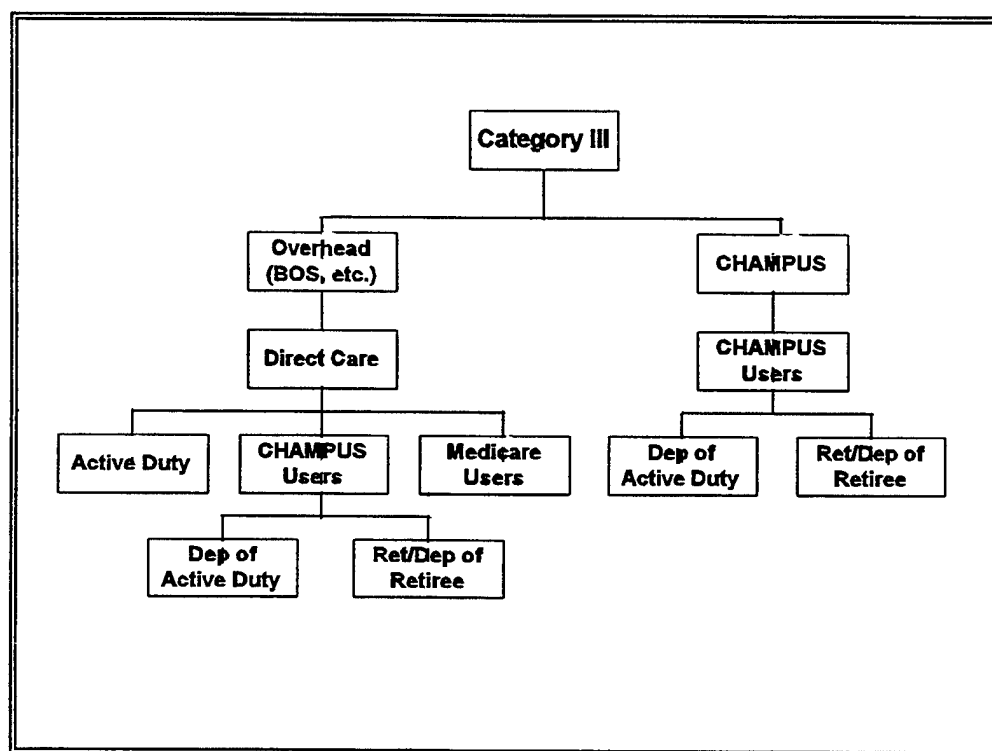 Category III
Overhead
(BOS, etc.)
CHAMPUS
Direct Care
CHAMPUS
Users
Active Duty
CHAMPUS
Users
Medicare
Users
Dep of
Active Duty
Ret/Dep of
Retiree
Dep of
Active Duty
Ret/Dep of
Retiree